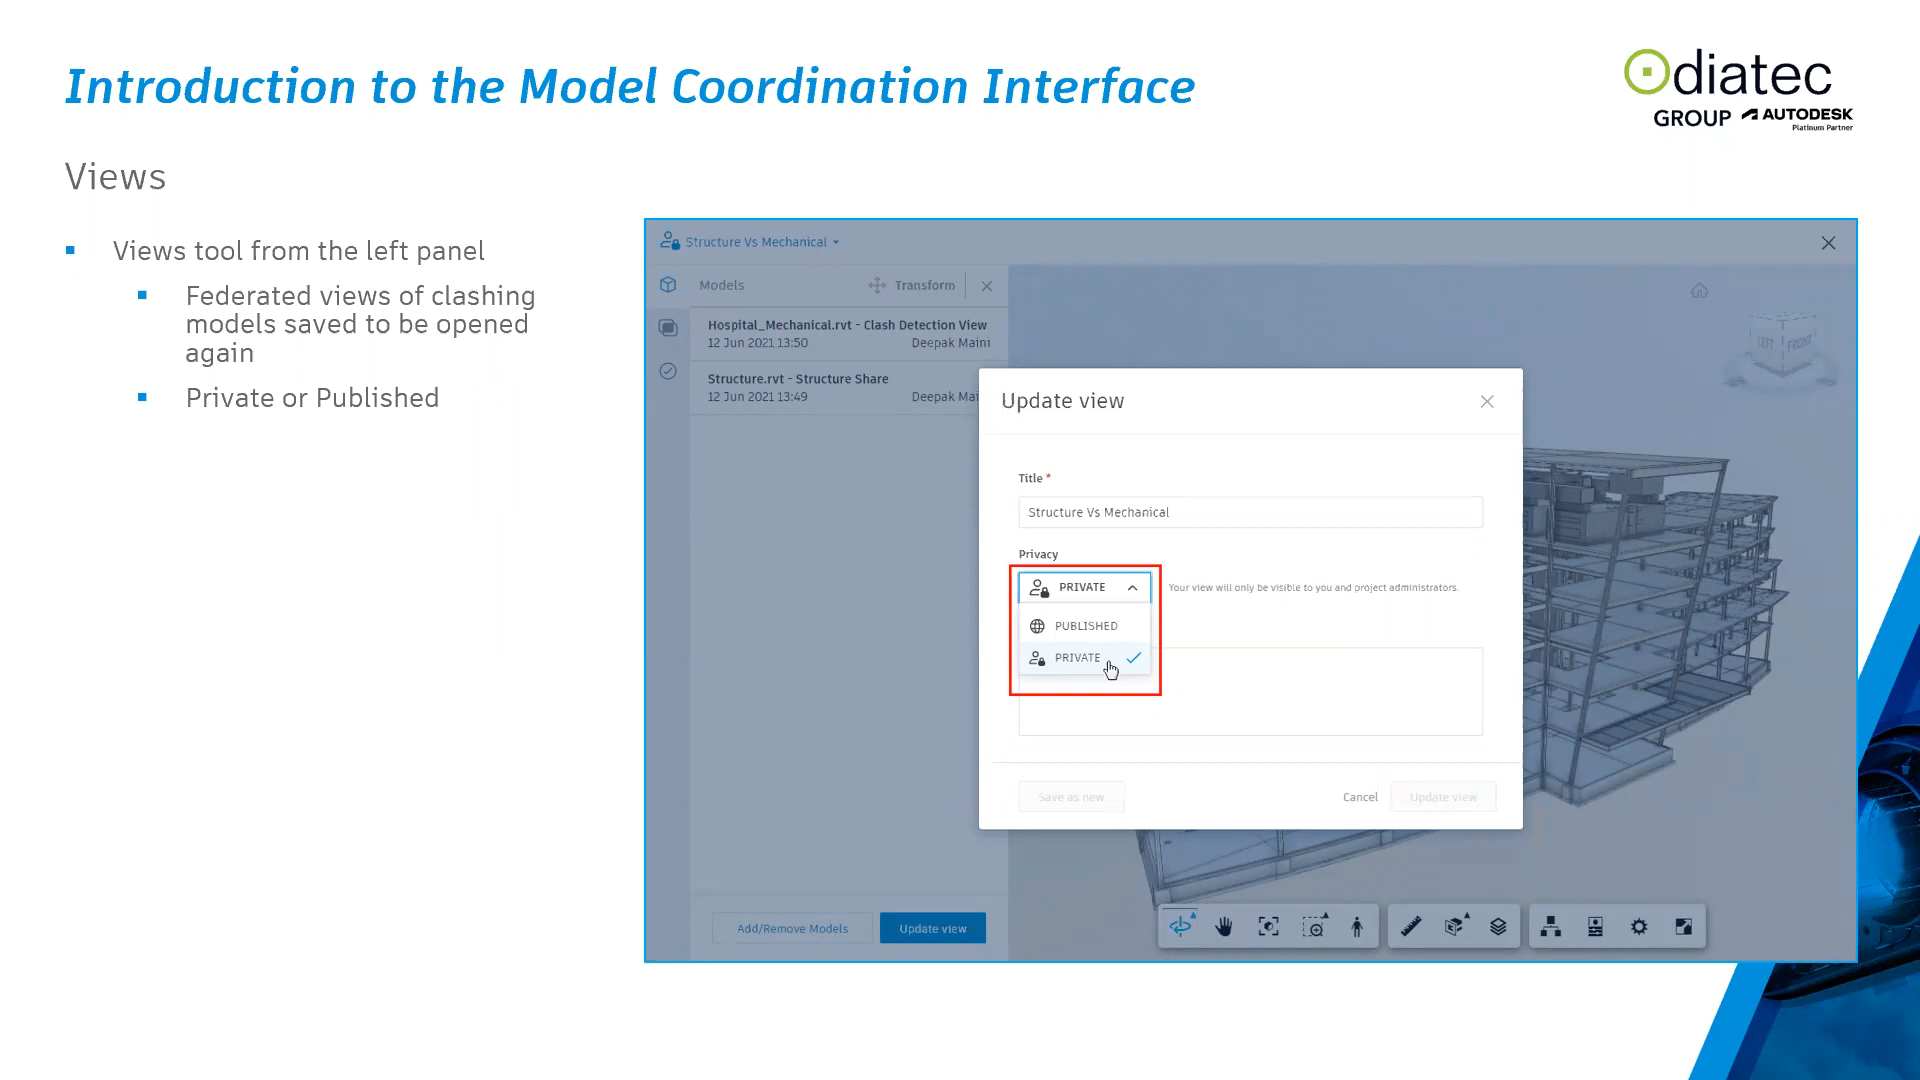 Introduction to the Model Coordination Interface
diatec
GROUP AUTODESK
Platinum Partner
Views
Views tool from the left panel
Federated views of clashing
models saved to be opened
again
Private or Published
Structure Vs Mechanical
Models
Transform
Hospital_Mechanical.rvt - Clash Detection View
12 Jun 2021 13:50 Deepak Maini
Structure.rvt - Structure Share
12 Jun 2021 13:49 Deepak Mai
LEFT FRONT
Update view
Title *
Structure Vs Mechanical
Privacy
PRIVATE
Your view will only be visible to you and project administrators.
PUBLISHED
PRIVATE
Save as new
Cancel
Update view
Add/Remove Models
Update view